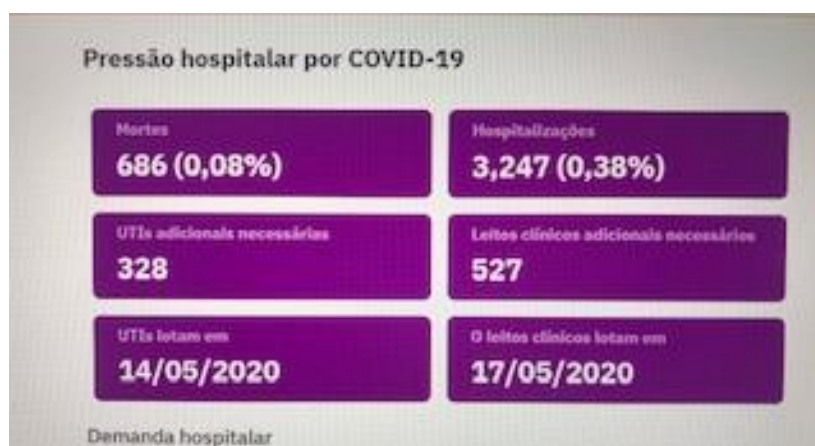 Pressão hospitalar por COVID-19
Mortes
686 (0,08%)
Hospitalizações
3,247 (0,38%)
UTIs adicionais necessárias
328
Leitos clínicos adicionais necessários
527
UTIs lotam em
14/05/2020
O leitos clínicos lotam em
17/05/2020
Demanda hospitalar